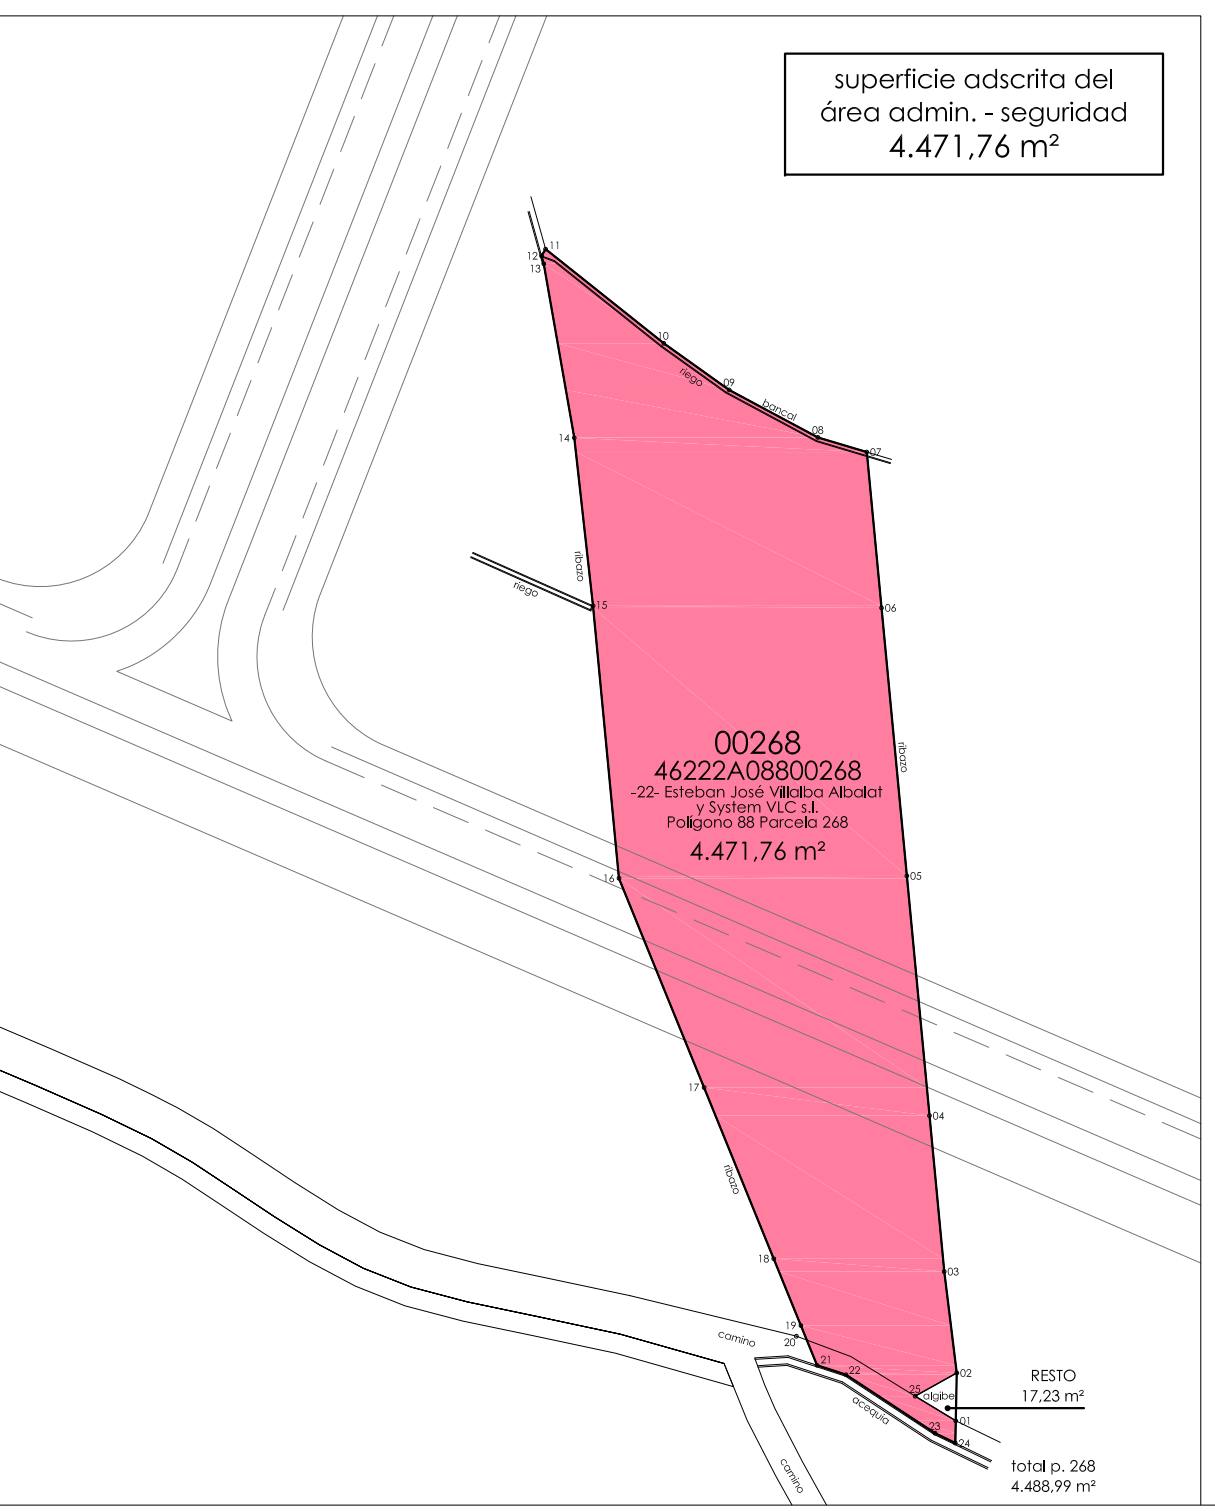 superficie adscrita del
área admin. - seguridad
4.471,76 m²
11
12
13
10
riego
09
bancal
08
07
14
ribazo
riego
15
06
00268
46222A08800268
-22- Esteban José Villalba Albalat
y System VLC s.l.
Polígono 88 Parcela 268
4.471,76 m²
ribazo
16
05
17
04
ribazo
18
03
19
20
camino
21
22
02
25
algibe
RESTO
17,23 m²
acequia
01
23
24
camino
total p. 268
4.488,99 m²